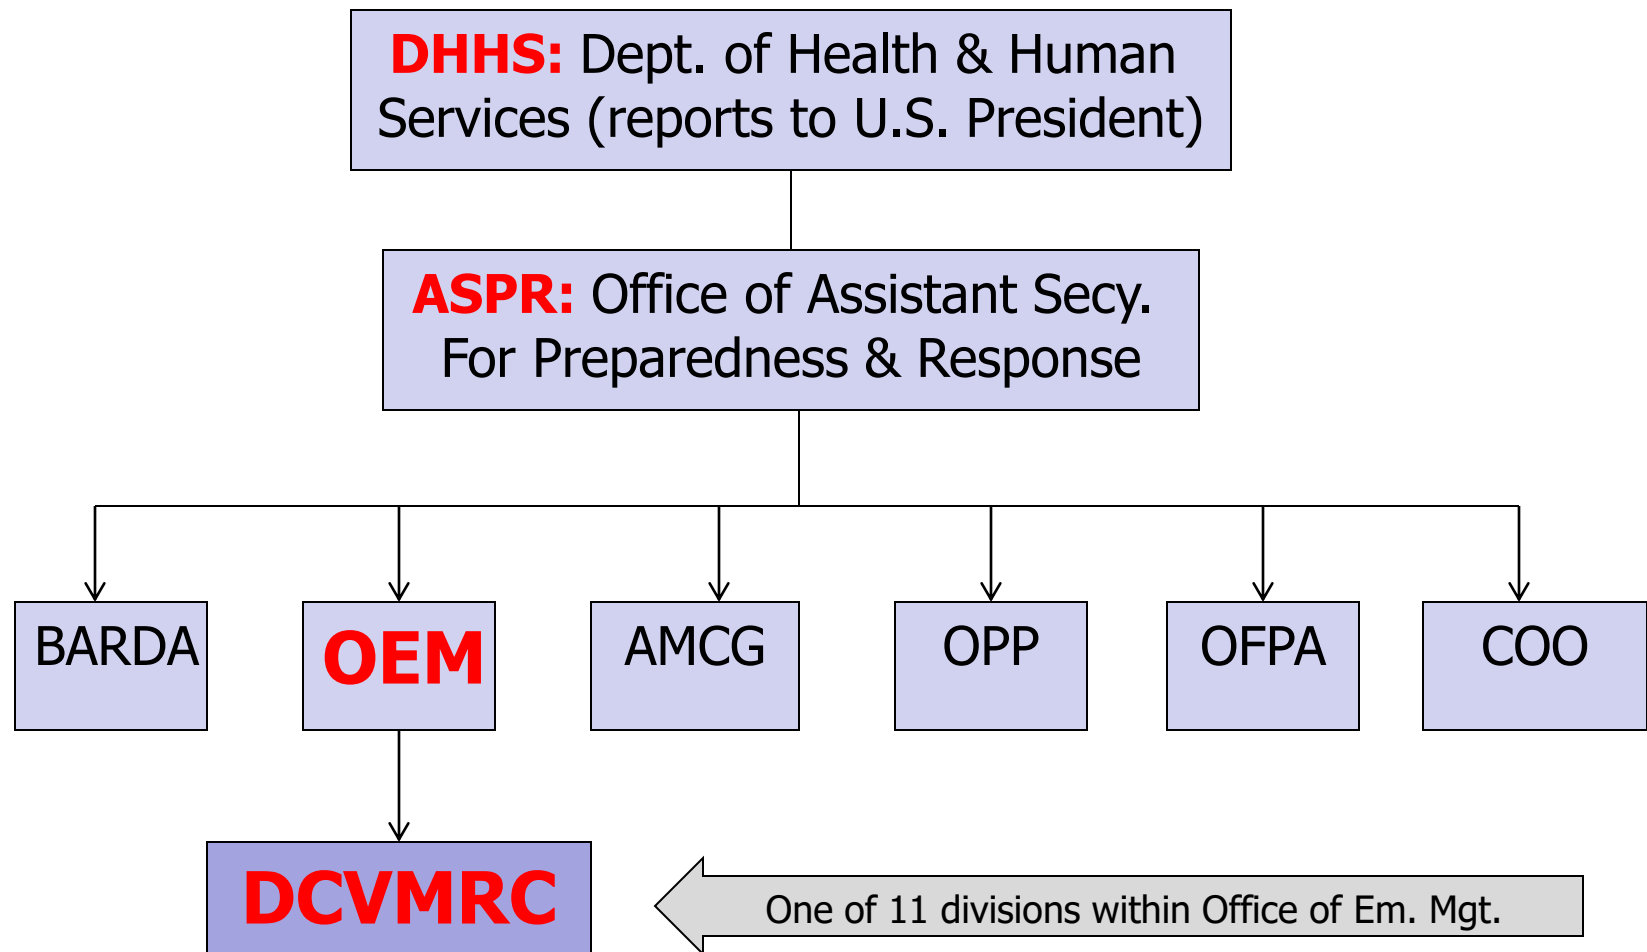 DHHS: Dept. of Health & Human
Services (reports to U.S. President)
ASPR: Office of Assistant Secy.
For Preparedness & Response
BARDA
OEM
AMCG
OPP
OFPA
COO
DCVMRC
One of 11 divisions within Office of Em. Mgt.